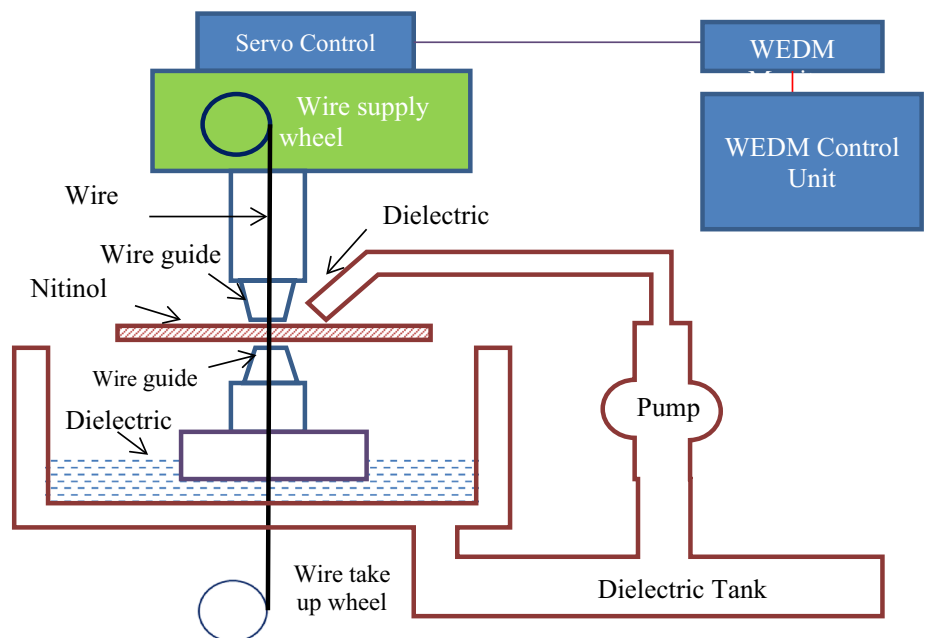 Servo Control
WEDM
Wire supply
wheel
WEDM Control
Unit
Wire
Dielectric
Wire guide
Nitinol
Wire guide
Pump
Dielectric
Wire take
up wheel
Dielectric Tank